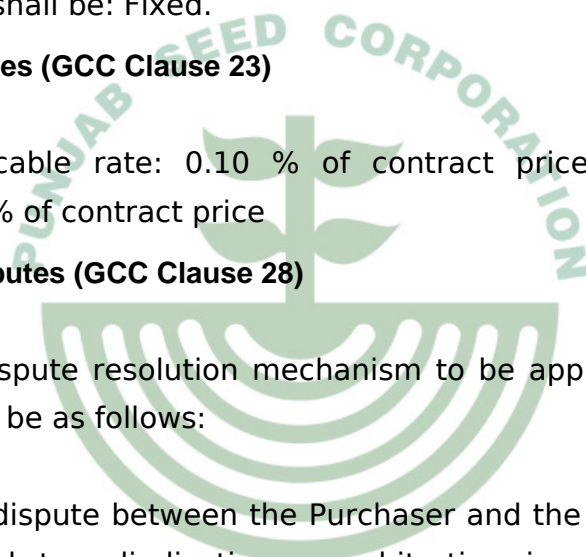 shall be: Fixed.
PUNJAB SEED CORPORATION
es (GCC Clause 23)
cable rate: 0.10 % of contract price
% of contract price
putes (GCC Clause 28)
spute resolution mechanism to be app
be as follows:
dispute between the Purchaser and the